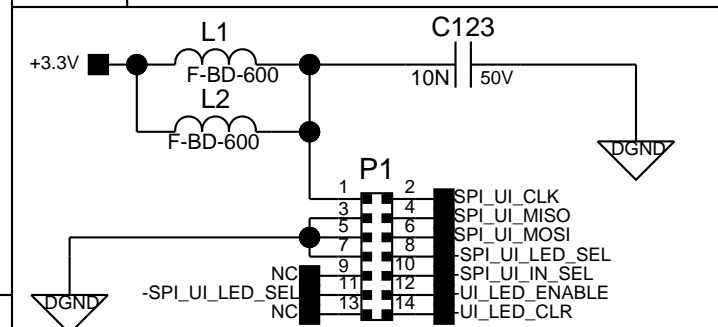 L1
C123
+3.3V
F-BD-600
10N
50V
L2
F-BD-600
DGND
P1
1
2
SPI_UI_CLK
3
4
SPI_UI_MISO
5
6
SPI_UI_MOSI
7
8
-SPI_UI_LED_SEL
NC
9
10
-SPI_UI_IN_SEL
-SPI_UI_LED_SEL
11
12
-UI_LED_ENABLE
NC
13
14
-UI_LED_CLR
DGND